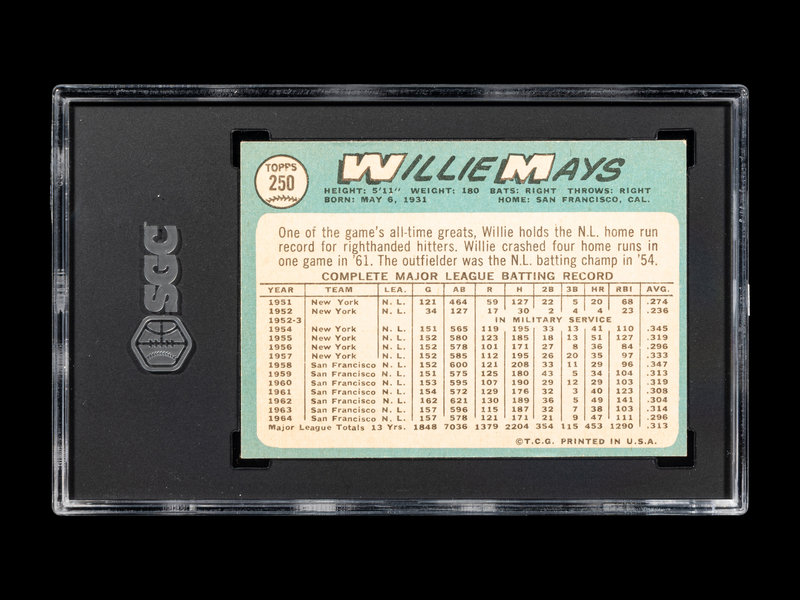 SGC
TOPPS
250
WILLIE MAYS
HEIGHT: 5'11" WEIGHT: 180 BATS: RIGHT THROWS: RIGHT
BORN: MAY 6, 1931 HOME: SAN FRANCISCO, CAL.
One of the game's all-time greats, Willie holds the N.L. home run
record for righthanded hitters. Willie crashed four home runs in
one game in '61. The outfielder was the N.L. batting champ in '54.
COMPLETE MAJOR LEAGUE BATTING RECORD
YEAR TEAM LEA. G AB R H 2B 3B HR RBI AVG.
1951 New York N. L. 121 464 59 127 22 5 20 68 .274
1952 New York N. L. 34 127 17 30 2 4 4 23 .236
1952-3 IN MILITARY SERVICE
1954 New York N. L. 151 565 119 195 33 13 41 110 .345
1955 New York N. L. 152 580 123 185 18 13 51 127 .319
1956 New York N. L. 152 578 101 171 27 8 36 84 .296
1957 New York N. L. 152 585 112 195 26 20 35 97 .333
1958 San Francisco N. L. 152 600 121 208 33 11 29 96 .347
1959 San Francisco N. L. 151 575 125 180 43 5 34 104 .313
1960 San Francisco N. L. 153 595 107 190 29 12 29 103 .319
1961 San Francisco N. L. 154 572 129 176 32 3 40 123 .308
1962 San Francisco N. L. 162 621 130 189 36 5 49 141 .304
1963 San Francisco N. L. 157 596 115 187 32 7 38 103 .314
1964 San Francisco N. L. 157 578 121 171 21 9 47 111 .296
Major League Totals 13 Yrs. 1848 7036 1379 2204 354 115 453 1290 .313
©T.C.G. PRINTED IN U.S.A.